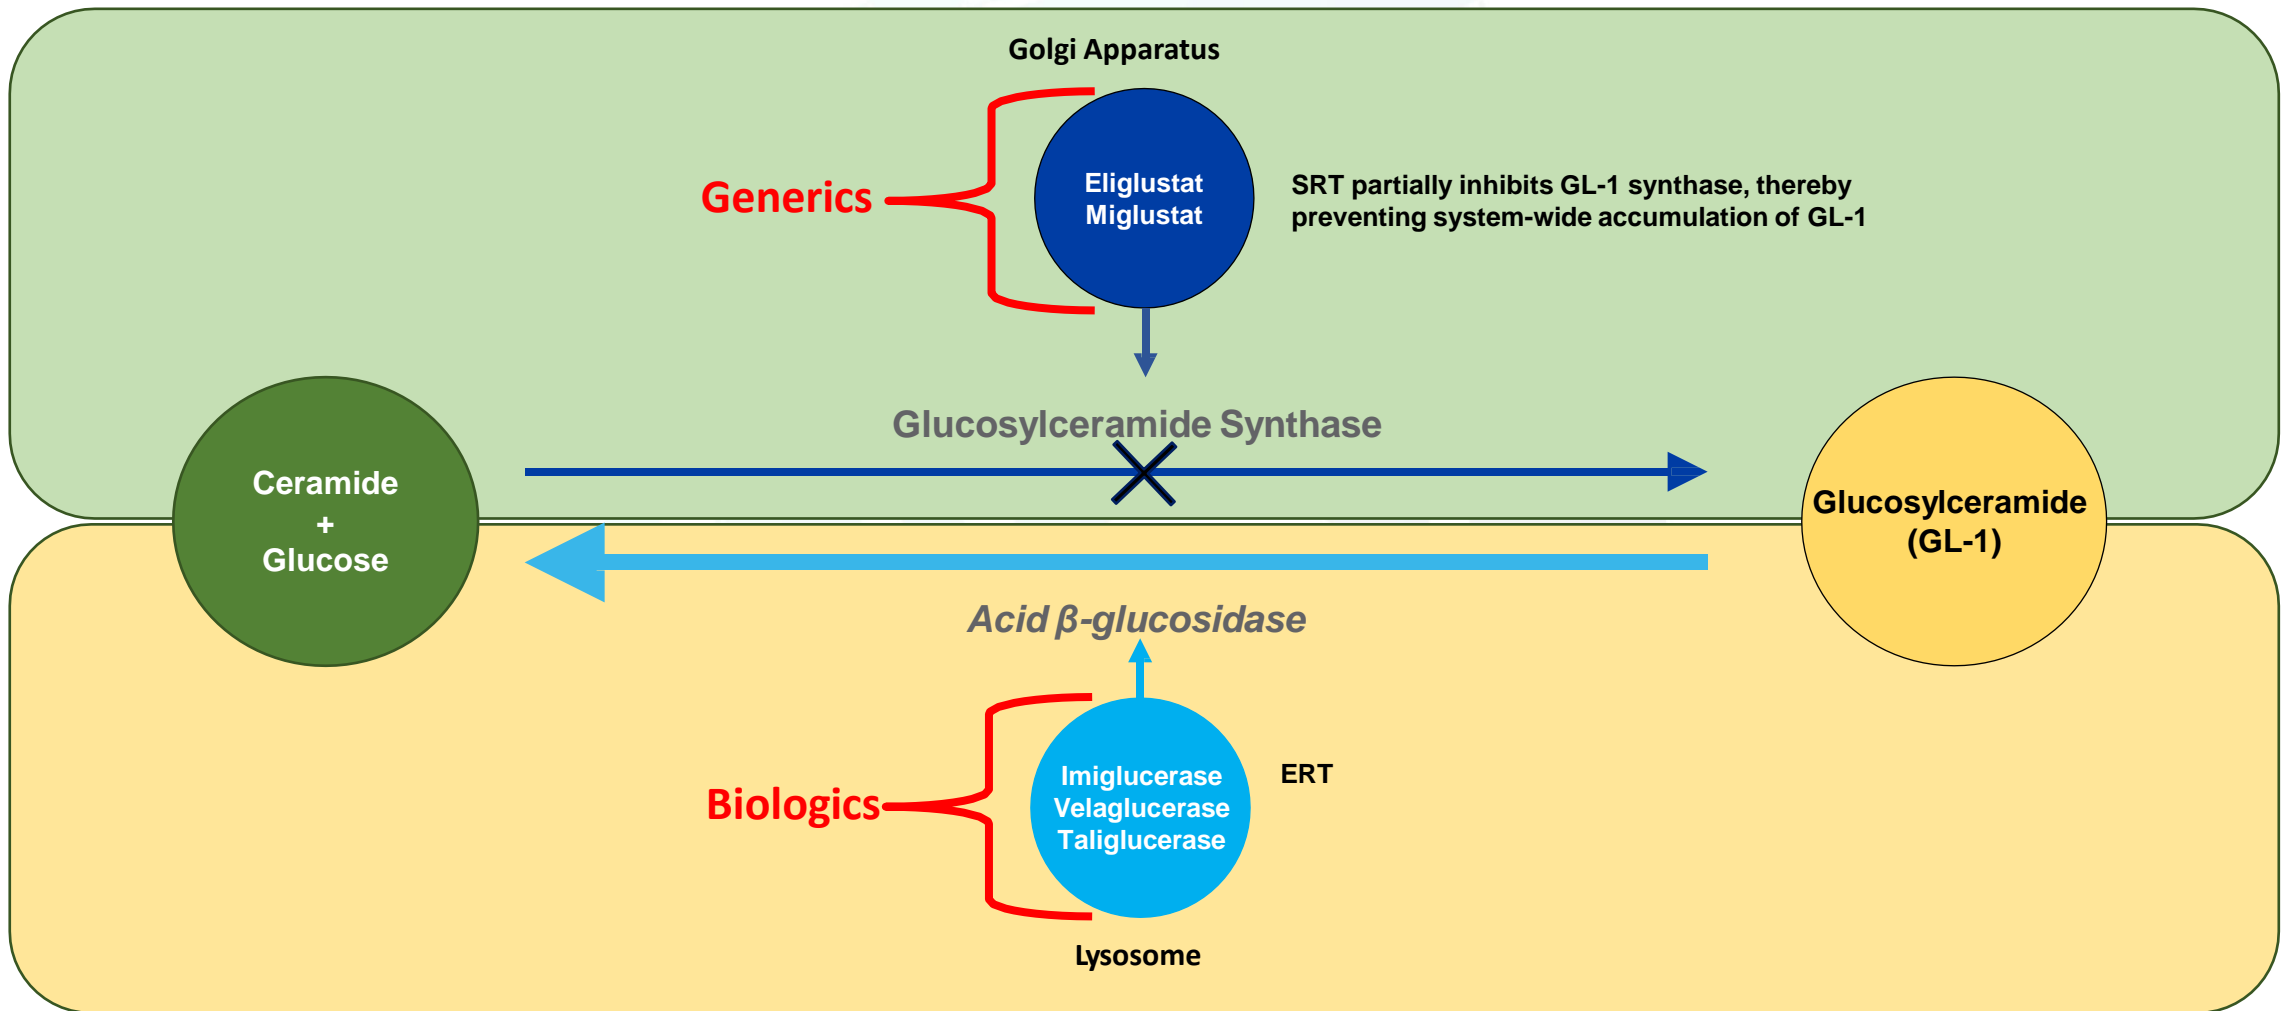 Golgi Apparatus
Generics
Eliglustat
Miglustat
SRT partially inhibits GL-1 synthase, thereby
preventing system-wide accumulation of GL-1
Glucosylceramide Synthase
Ceramide
+
Glucose
Glucosylceramide
(GL-1)
Acid β-glucosidase
Biologics
Imiglucerase
Velaglucerase
Taliglucerase
ERT
Lysosome